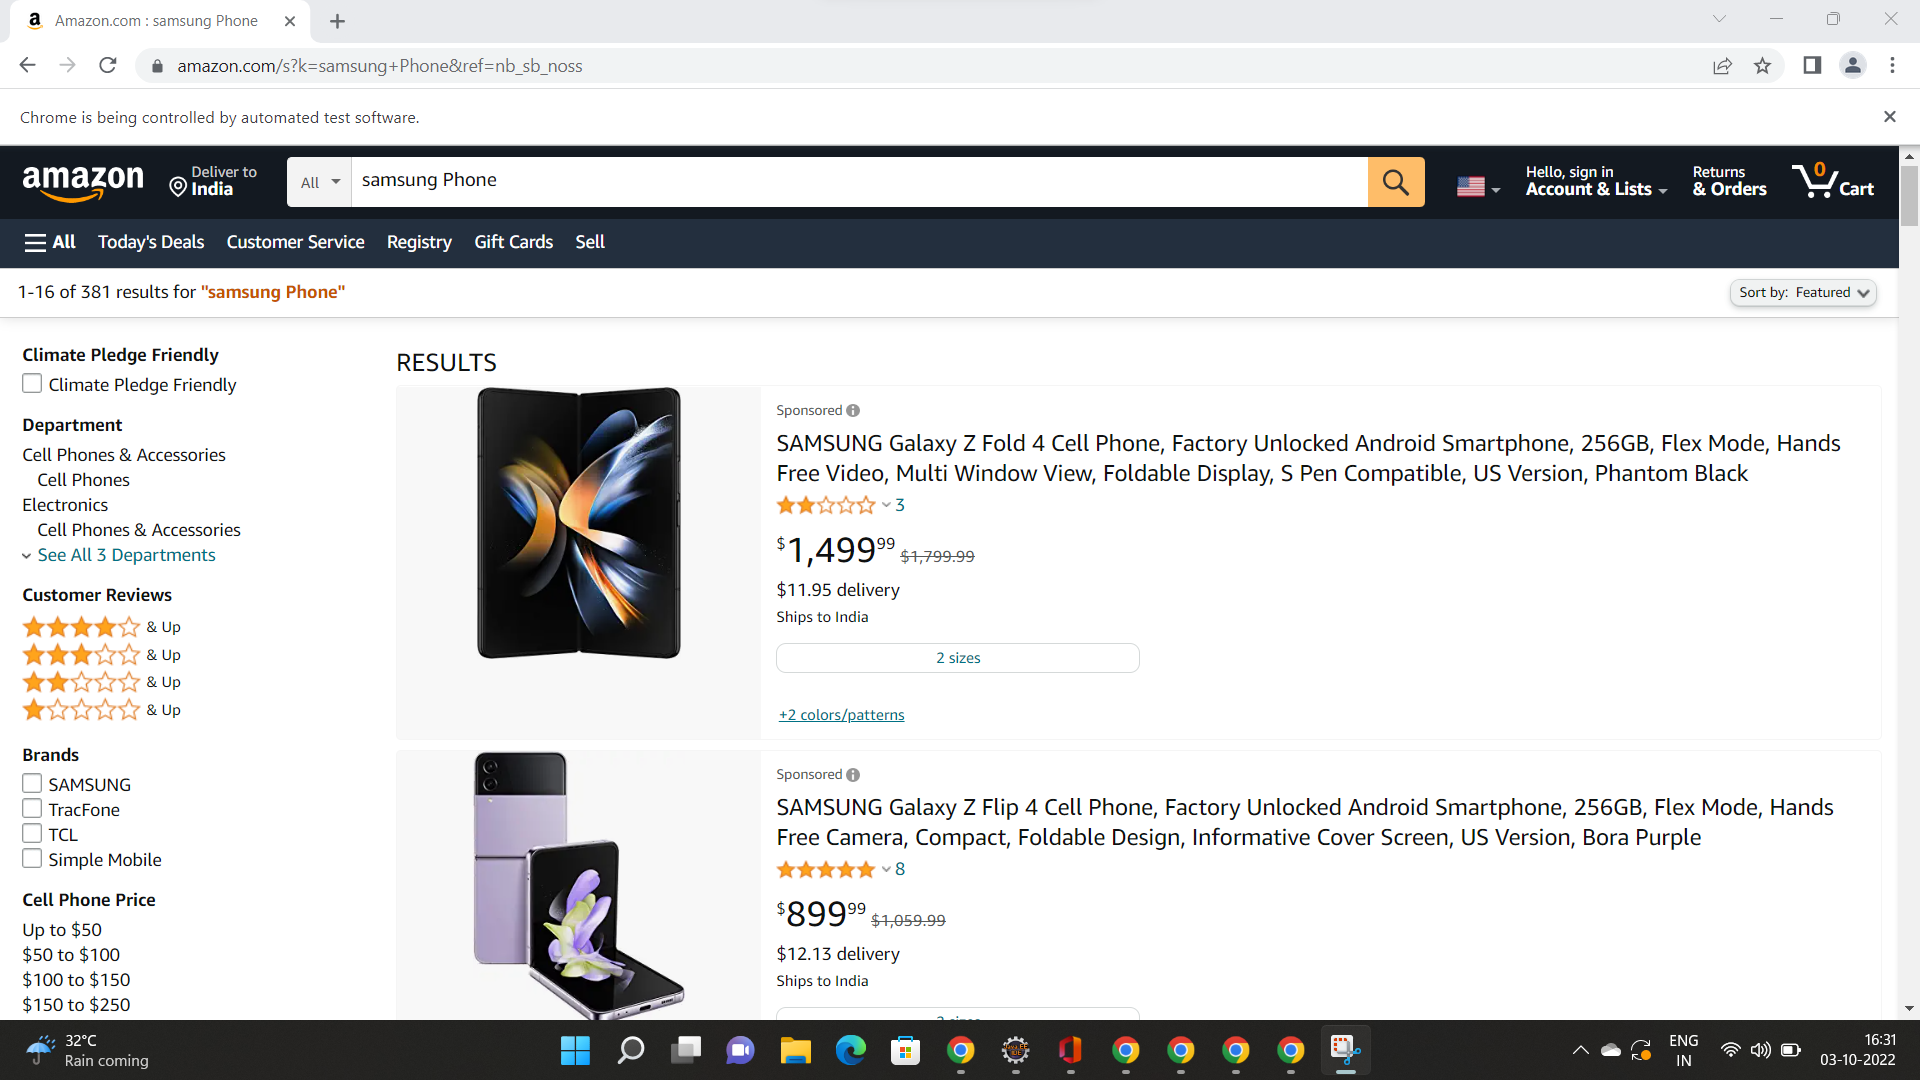 Amazon.com : samsung Phone
amazon.com/s?k=samsung+Phone&ref=nb_sb_noss
Chrome is being controlled by automated test software.
amazon
Deliver to
India
All
samsung Phone
Hello, sign in
Account & Lists
Returns
& Orders
0
Cart
All
Today's Deals
Customer Service
Registry
Gift Cards
Sell
1-16 of 381 results for "samsung Phone"
Sort by: Featured
Climate Pledge Friendly
Climate Pledge Friendly
Department
Cell Phones & Accessories
Cell Phones
Electronics
Cell Phones & Accessories
See All 3 Departments
Customer Reviews
& Up
& Up
& Up
& Up
Brands
SAMSUNG
TracFone
TCL
Simple Mobile
Cell Phone Price
Up to $50
$50 to $100
$100 to $150
$150 to $250
RESULTS
Sponsored
SAMSUNG Galaxy Z Fold 4 Cell Phone, Factory Unlocked Android Smartphone, 256GB, Flex Mode, Hands
Free Video, Multi Window View, Foldable Display, S Pen Compatible, US Version, Phantom Black
3
$1,49999 $1,799.99
$11.95 delivery
Ships to India
2 sizes
+2 colors/patterns
Sponsored
SAMSUNG Galaxy Z Flip 4 Cell Phone, Factory Unlocked Android Smartphone, 256GB, Flex Mode, Hands
Free Camera, Compact, Foldable Design, Informative Cover Screen, US Version, Bora Purple
8
$89999 $1,059.99
$12.13 delivery
Ships to India
32°C
Rain coming
ENG
IN
16:31
03-10-2022